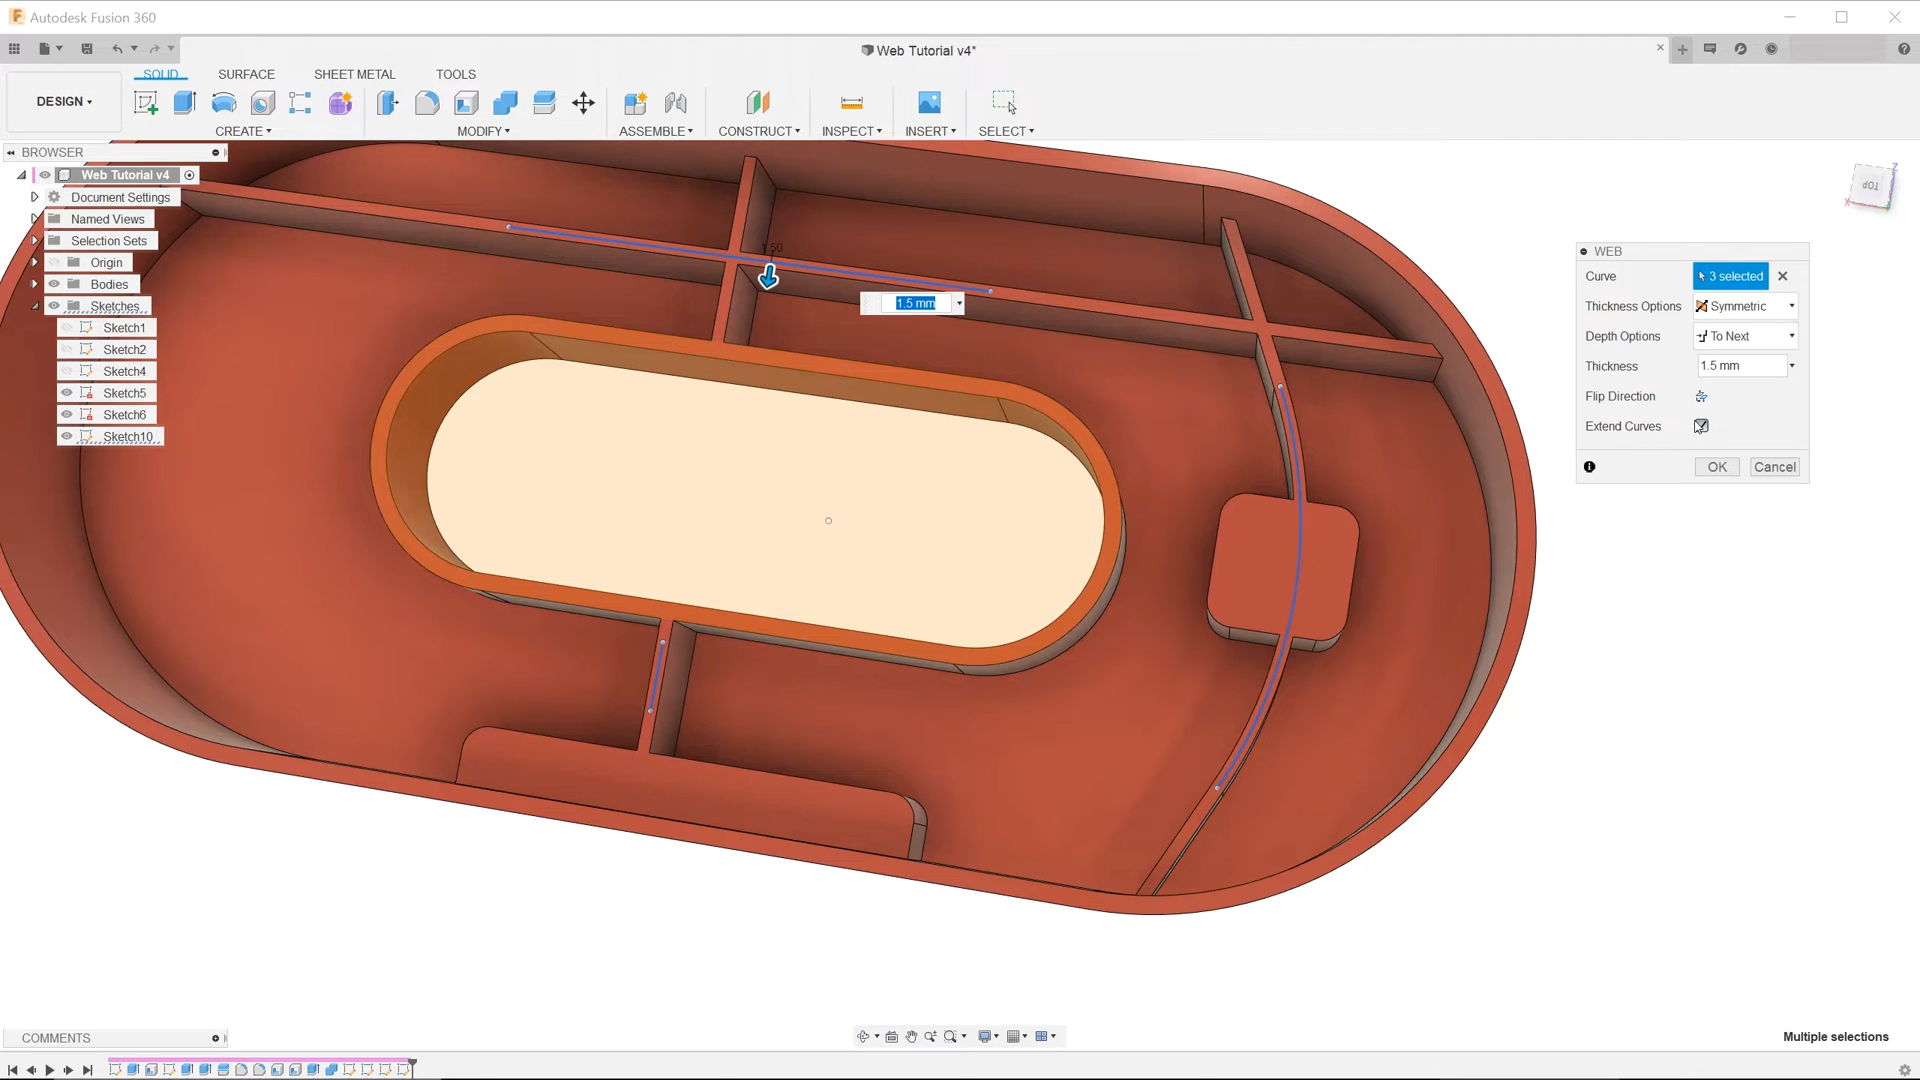 Autodesk Fusion 360
Web Tutorial v4*
DESIGN
SOLID
SURFACE
SHEET METAL
TOOLS
CREATE
MODIFY
ASSEMBLE
CONSTRUCT
INSPECT
INSERT
SELECT
BROWSER
Web Tutorial v4
Document Settings
Named Views
Selection Sets
Origin
Bodies
Sketches
Sketch1
Sketch2
Sketch4
Sketch5
Sketch6
Sketch10
1.50
1.5 mm
TOP
Z
X
WEB
Curve 3 selected
Thickness Options Symmetric
Depth Options To Next
Thickness 1.5 mm
Flip Direction
Extend Curves
OK Cancel
COMMENTS
Multiple selections